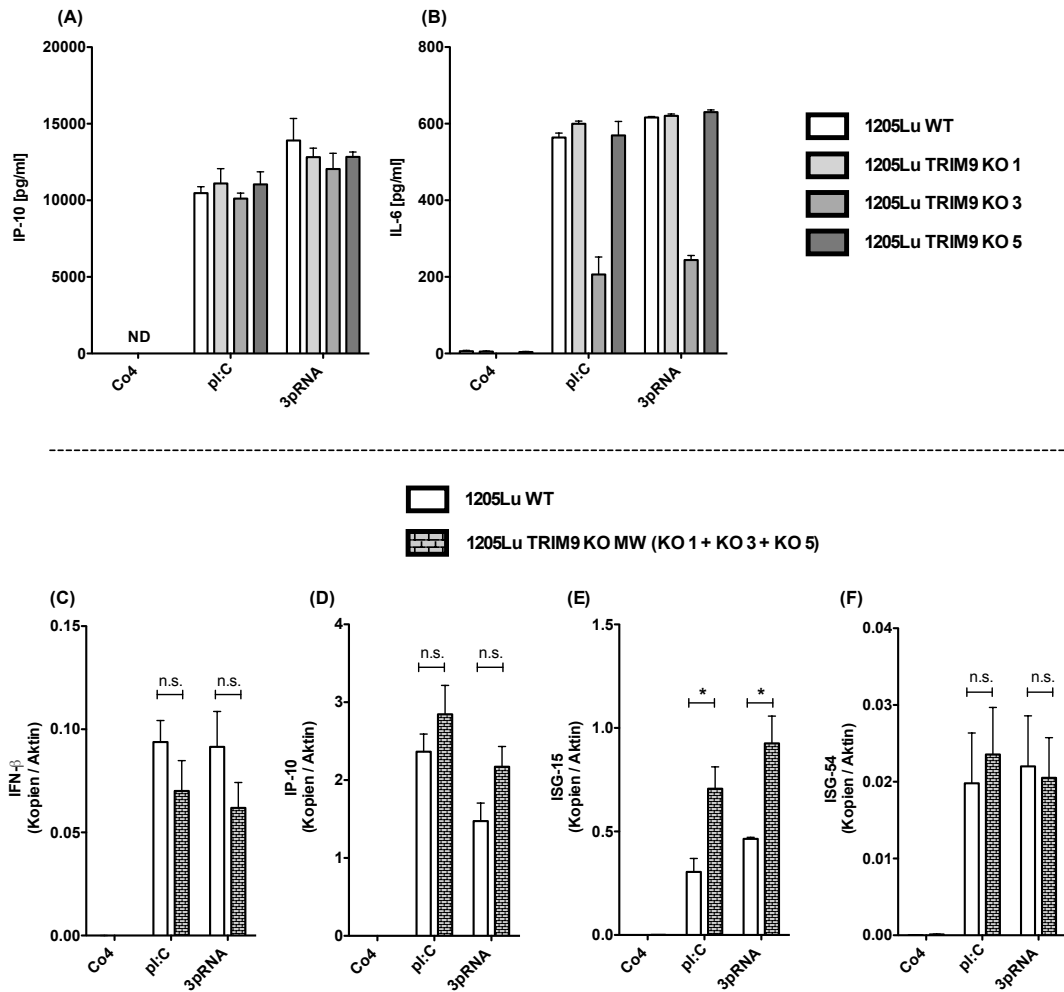 (A)
IP-10 [pg/ml]
20000
15000
10000
5000
0
ND
Co4
pI:C
3pRNA
(B)
IL-6 [pg/ml]
800
600
400
200
0
Co4
pI:C
3pRNA
1205Lu WT
1205Lu TRIM9 KO 1
1205Lu TRIM9 KO 3
1205Lu TRIM9 KO 5
1205Lu WT
1205Lu TRIM9 KO MW (KO 1 + KO 3 + KO 5)
(C)
IFN-β
(Kopien / Aktin)
0.15
0.10
0.05
0.00
n.s.
n.s.
Co4
pI:C
3pRNA
(D)
IP-10
(Kopien / Aktin)
4
3
2
1
0
n.s.
n.s.
Co4
pI:C
3pRNA
(E)
ISG-15
(Kopien / Aktin)
1.5
1.0
0.5
0.0
*
*
Co4
pI:C
3pRNA
(F)
ISG-54
(Kopien / Aktin)
0.04
0.03
0.02
0.01
0.00
n.s.
n.s.
Co4
pI:C
3pRNA